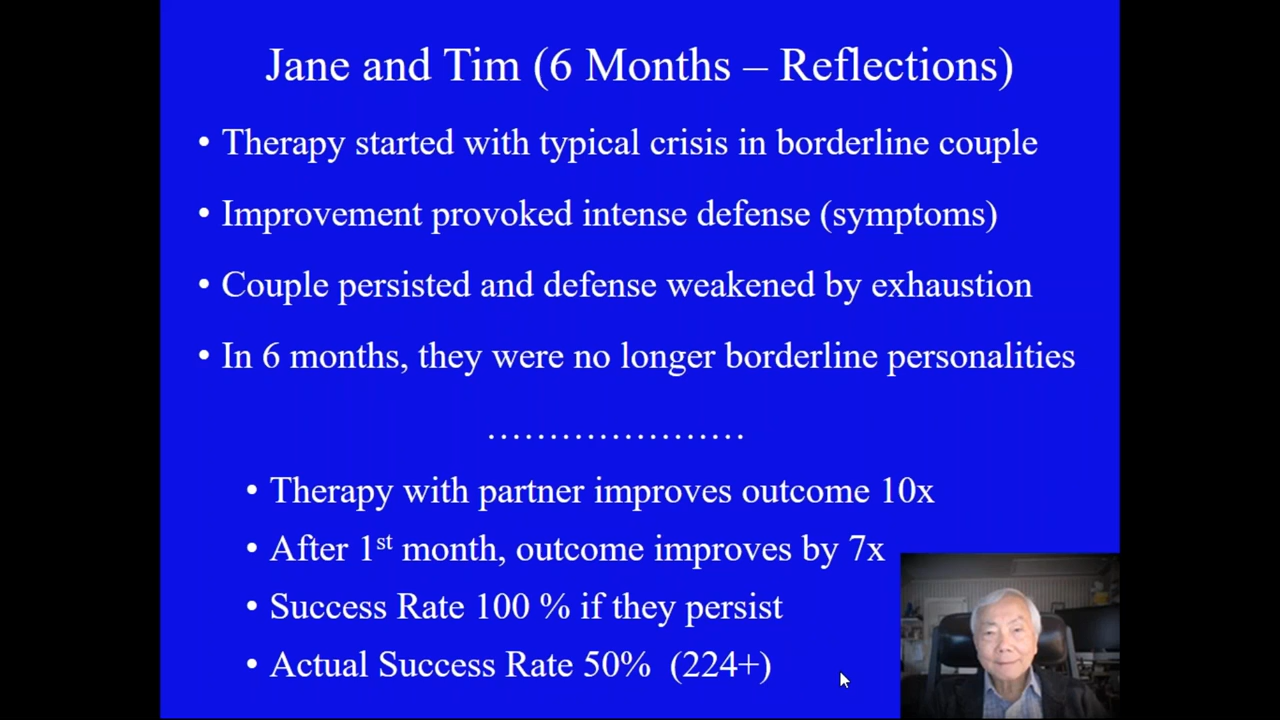 Jane and Tim (6 Months – Reflections)
• Therapy started with typical crisis in borderline couple
• Improvement provoked intense defense (symptoms)
• Couple persisted and defense weakened by exhaustion
• In 6 months, they were no longer borderline personalities
…………………
• Therapy with partner improves outcome 10x
• After 1st month, outcome improves by 7x
• Success Rate 100 % if they persist
• Actual Success Rate 50% (224+)